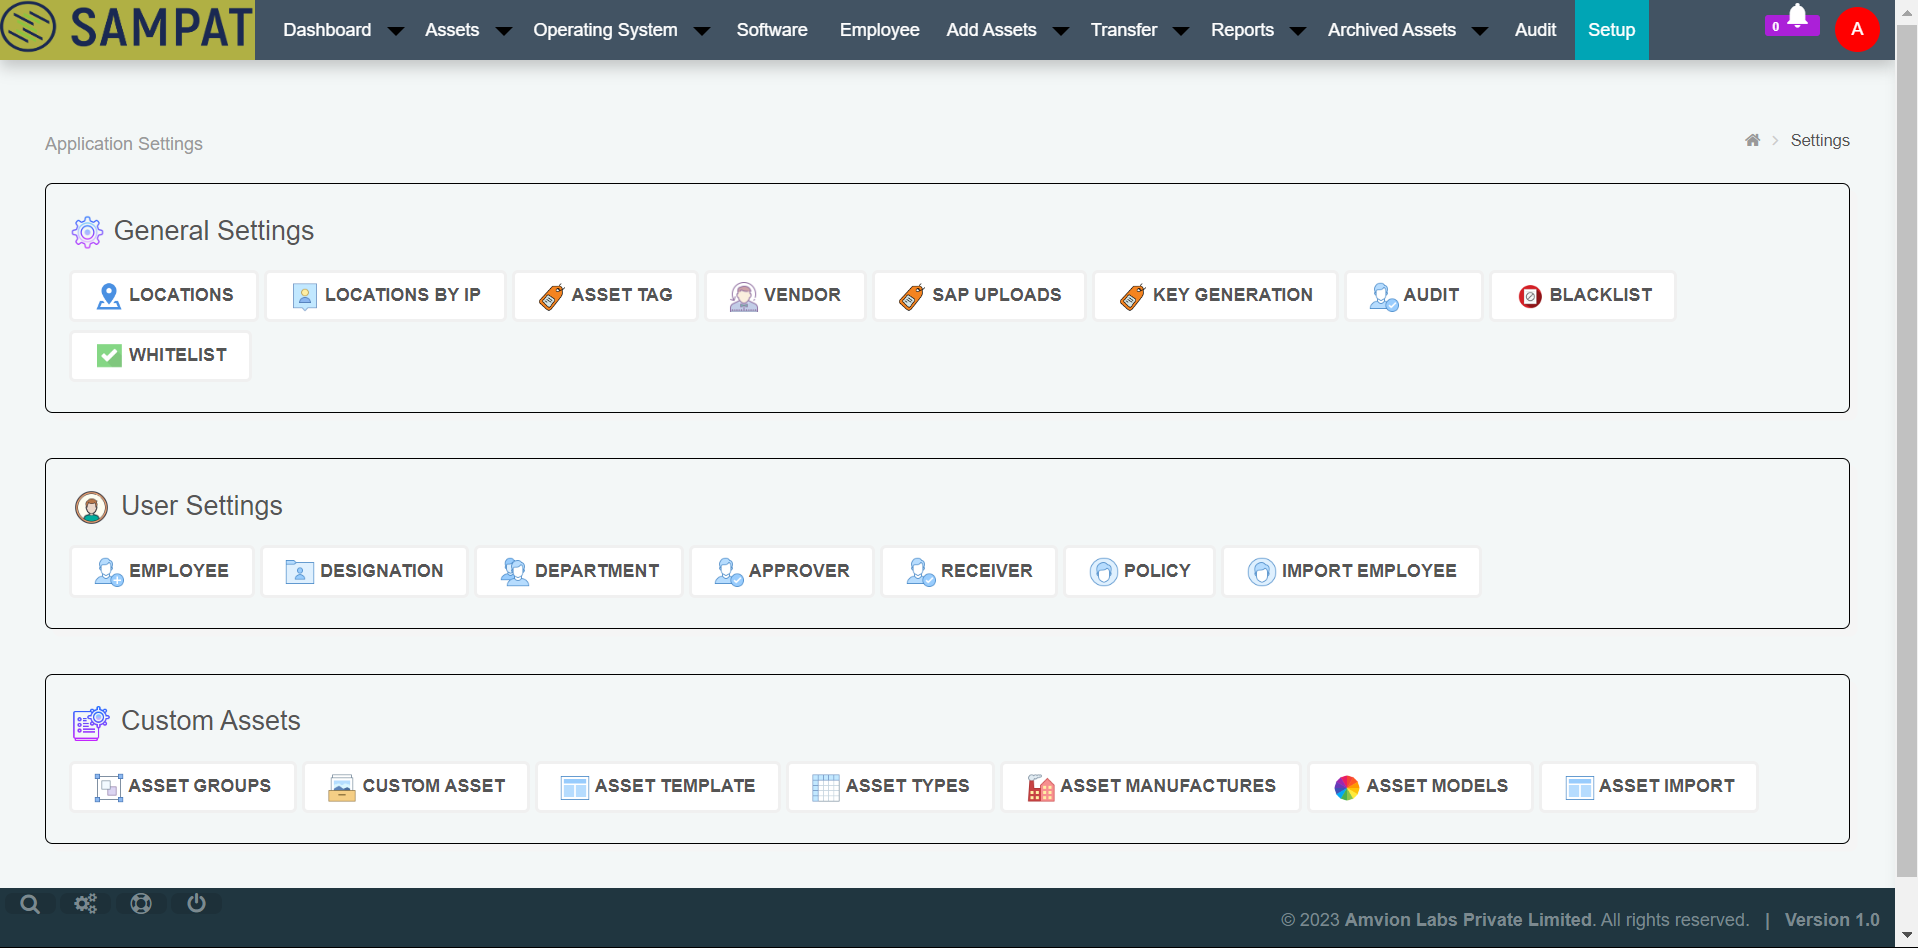 SAMPAT Dashboard Assets Operating System Software Employee Add Assets Transfer Reports Archived Assets Audit Setup 0 A
Application Settings Settings
General Settings
LOCATIONS LOCATIONS BY IP ASSET TAG VENDOR SAP UPLOADS KEY GENERATION AUDIT BLACKLIST
WHITELIST
User Settings
EMPLOYEE DESIGNATION DEPARTMENT APPROVER RECEIVER POLICY IMPORT EMPLOYEE
Custom Assets
ASSET GROUPS CUSTOM ASSET ASSET TEMPLATE ASSET TYPES ASSET MANUFACTURES ASSET MODELS ASSET IMPORT
© 2023 Amvion Labs Private Limited. All rights reserved. | Version 1.0